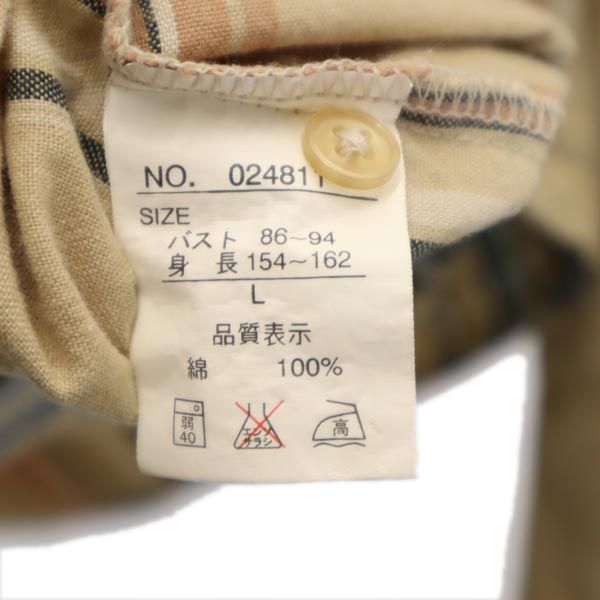 NO. 024811
SIZE
バスト 86~94
身 長 154~162
L
品質表示
綿 100%
弱 40
エンソ サラシ
高